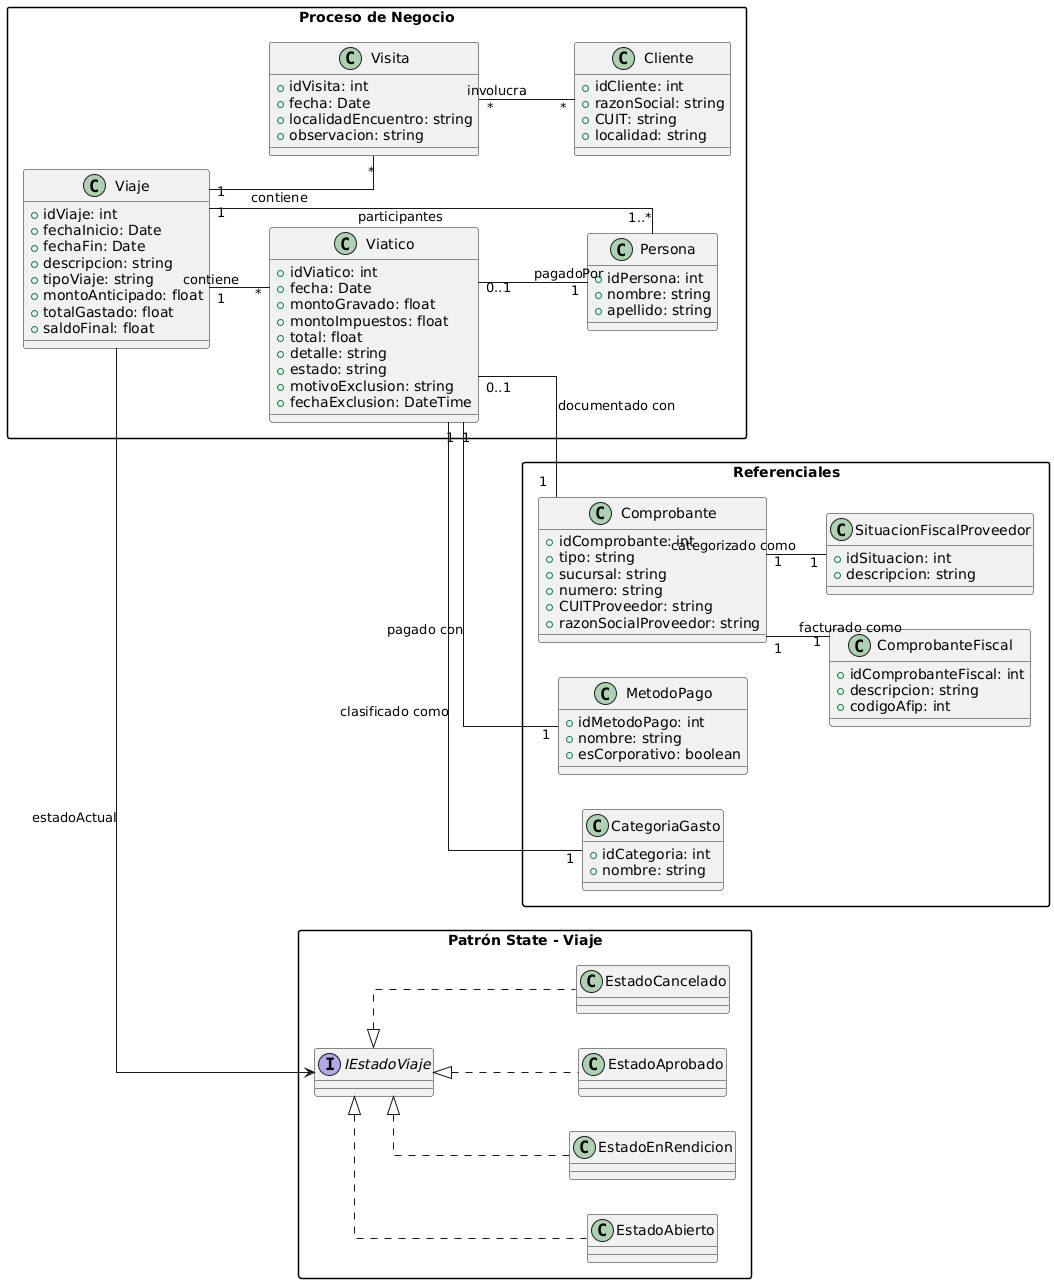 Proceso de Negocio
C Visita
idVisita: int
fecha: Date
localidadEncuentro: string
observacion: string
involucra
*
*
C Cliente
idCliente: int
razonSocial: string
CUIT: string
localidad: string
C Viaje
idViaje: int
fechaInicio: Date
fechaFin: Date
descripcion: string
tipoViaje: string
montoAnticipado: float
totalGastado: float
saldoFinal: float
*
1
contiene
1
participantes
1..*
contiene
1
*
C Viatico
idViatico: int
fecha: Date
montoGravado: float
montoImpuestos: float
total: float
detalle: string
estado: string
motivoExclusion: string
fechaExclusion: DateTime
pagadoPor
0..1
1
C Persona
idPersona: int
nombre: string
apellido: string
0..1
documentado con
1
1
1
Referenciales
C Comprobante
idComprobante: int
tipo: string
sucursal: string
numero: string
CUITProveedor: string
razonSocialProveedor: string
categorizado como
1
1
C SituacionFiscalProveedor
idSituacion: int
descripcion: string
facturado como
1
1
C ComprobanteFiscal
idComprobanteFiscal: int
descripcion: string
codigoAfip: int
pagado con
1
C MetodoPago
idMetodoPago: int
nombre: string
esCorporativo: boolean
clasificado como
1
C CategoriaGasto
idCategoria: int
nombre: string
estadoActual
Patrón State - Viaje
C EstadoCancelado
I IEstadoViaje
C EstadoAprobado
C EstadoEnRendicion
C EstadoAbierto